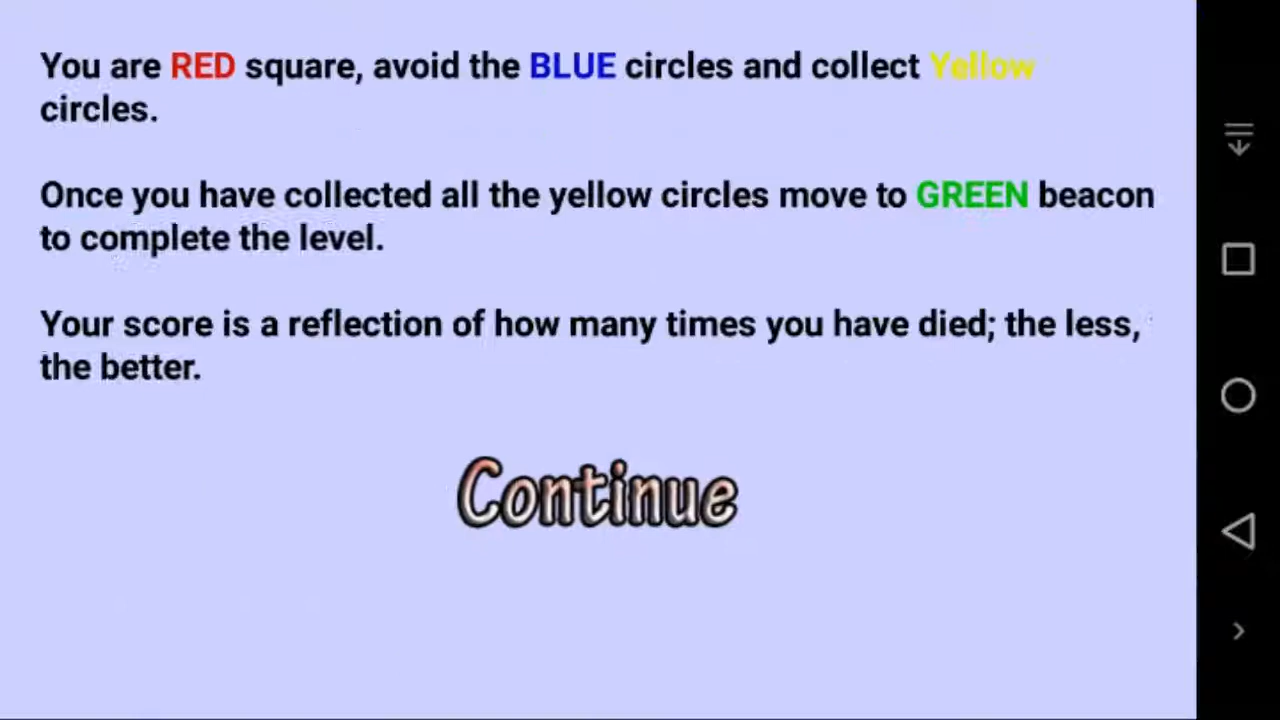 You are RED square, avoid the BLUE circles and collect Yellow
circles.
Once you have collected all the yellow circles move to GREEN beacon
to complete the level.
Your score is a reflection of how many times you have died; the less,
the better.
Continue